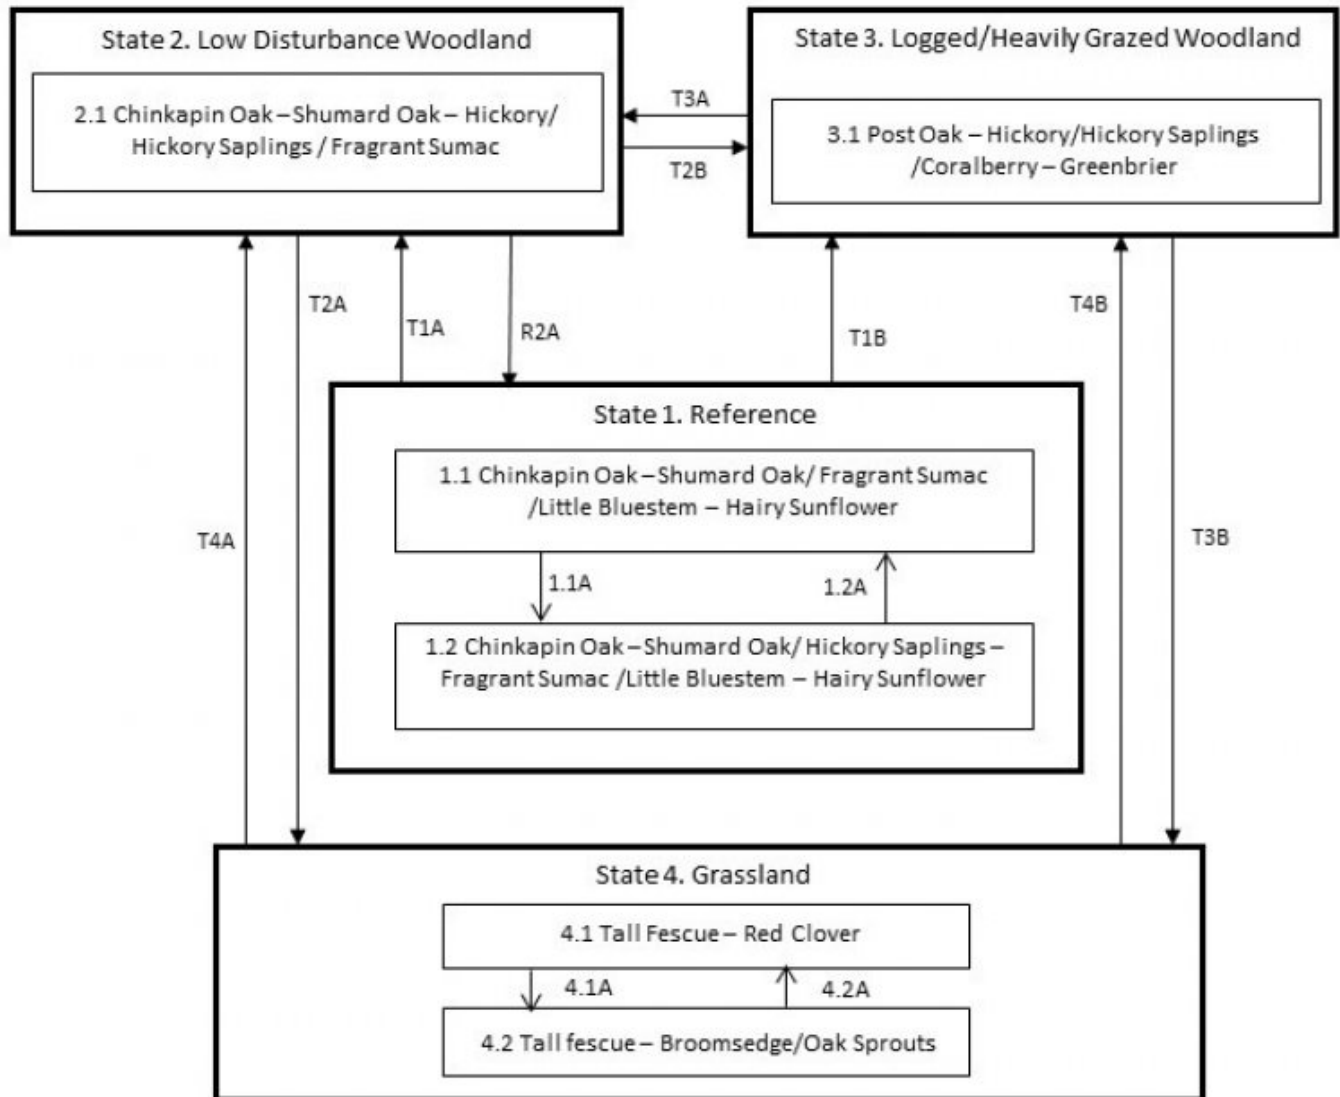 State 2. Low Disturbance Woodland
2.1 Chinkapin Oak – Shumard Oak – Hickory/
Hickory Saplings / Fragrant Sumac
State 3. Logged/Heavily Grazed Woodland
3.1 Post Oak – Hickory/Hickory Saplings
/Coralberry – Greenbrier
T3A
T2B
T2A
T1A
R2A
T1B
T4B
T4A
T3B
State 1. Reference
1.1 Chinkapin Oak – Shumard Oak/ Fragrant Sumac
/Little Bluestem – Hairy Sunflower
1.1A
1.2A
1.2 Chinkapin Oak – Shumard Oak/ Hickory Saplings –
Fragrant Sumac /Little Bluestem – Hairy Sunflower
State 4. Grassland
4.1 Tall Fescue – Red Clover
4.1A
4.2A
4.2 Tall fescue – Broomsedge/Oak Sprouts